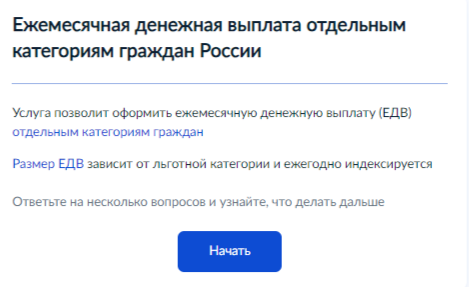 Ежемесячная денежная выплата отдельным
категориям граждан России
Услуга позволит оформить ежемесячную денежную выплату (ЕДВ)
отдельным категориям граждан
Размер ЕДВ зависит от льготной категории и ежегодно индексируется
Ответьте на несколько вопросов и узнайте, что делать дальше
Начать